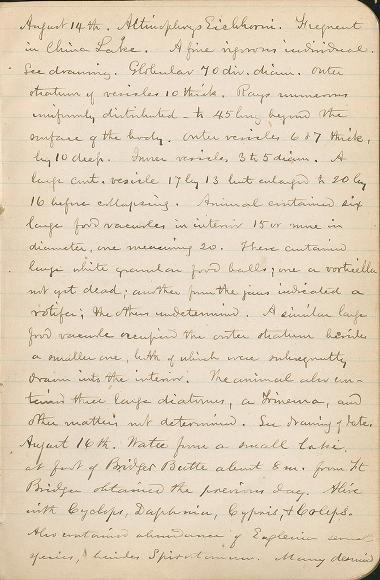 August 14th. Actinophrys Eichhornii. Frequent
in China Lake. A fine vigorous individual.
See drawing. Globular 70 div. diam. outer
stratum of vesicles 10 thick. Rays numerous
uniformly distributed to 45 long beyond the
surface of the body. Outer vesicles 6 & 7 thick,
by 10 deep. Inner vesicles 3 to 5 diam. A
large cont. vesicle 17 by 13 but enlarged to 20 by
16 before collapsing. Animal contained six
large food vacuoles in interior 15 or more in
diameter, one measuring 20. These contained
large white granular food balls; one a vorticella
not yet dead; another from the jaws indicated a
rotifer; the others undetermined. A similar large
food vacuole occupied the outer stratum besides
a smaller one, both of which were subsequently
drawn into the interior. The animal also con-
tained three large diatomes, a Trinema, and
other matters not determined. See drawing of date.
August 16th. Water from a small lake
at foot of Bridger Butte about 8 m. from Ft
Bridger obtained the previous day. Alive
with Cyclops, Daphnia, Cypris, & Coleps.
Also contained abundance of Euglenia several
species, besides Spirostomum. Many